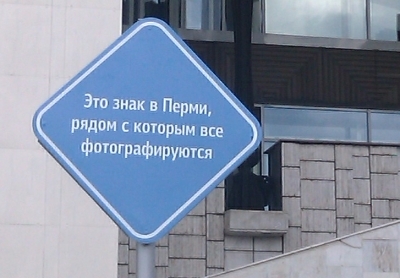 Это знак в Перми,
рядом с которым все
фотографируются